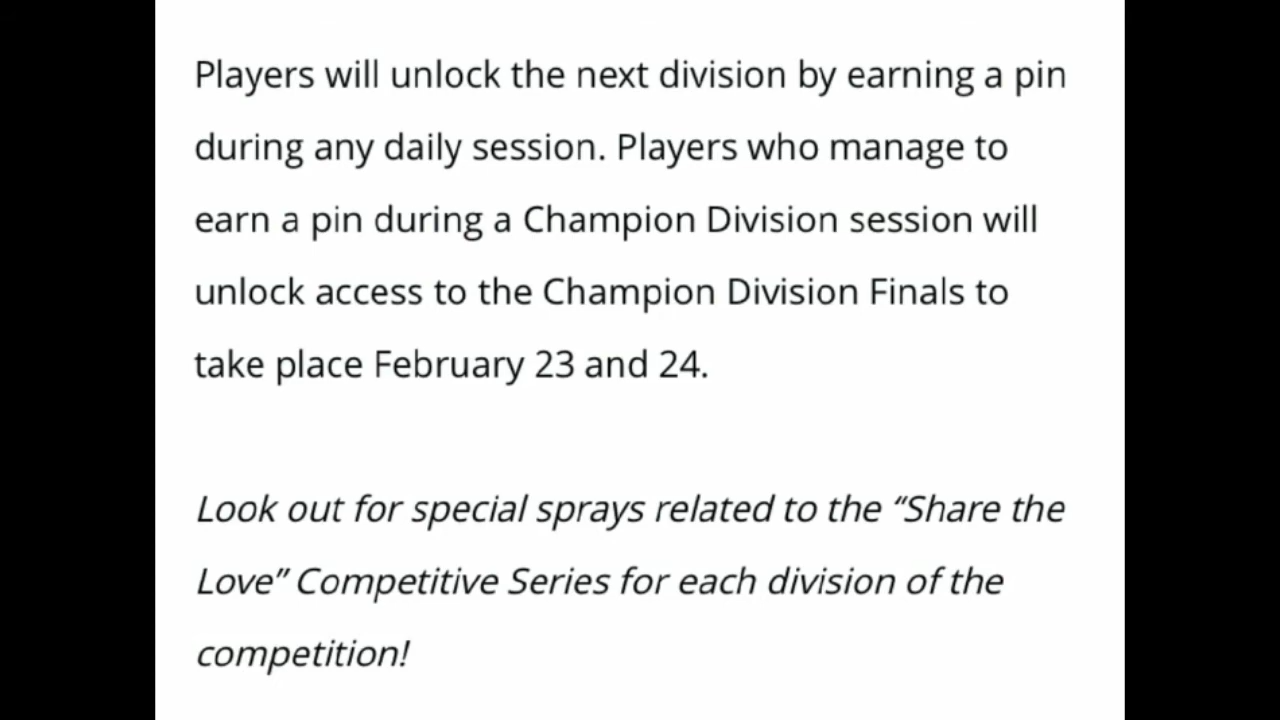 Players will unlock the next division by earning a pin
during any daily session. Players who manage to
earn a pin during a Champion Division session will
unlock access to the Champion Division Finals to
take place February 23 and 24.
Look out for special sprays related to the “Share the
Love” Competitive Series for each division of the
competition!